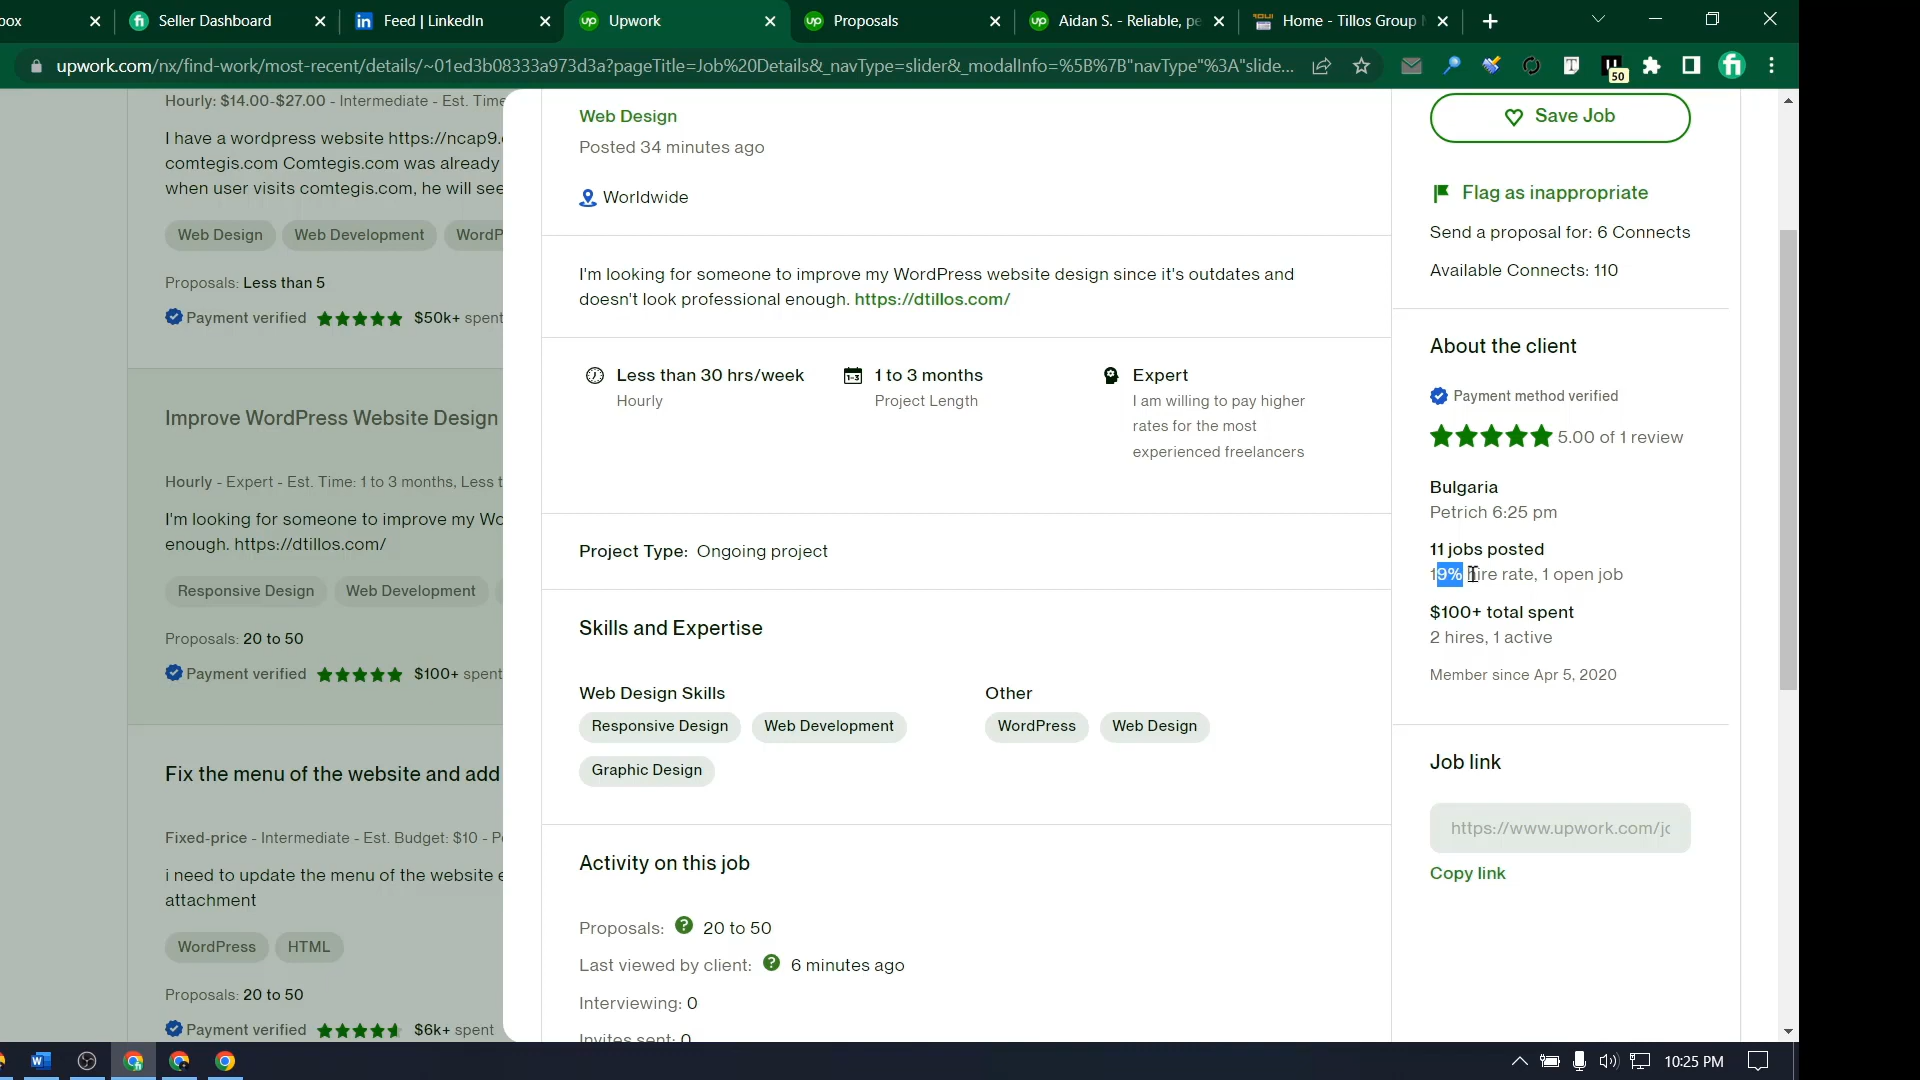 box
Seller Dashboard
Feed | LinkedIn
Upwork
Proposals
Aidan S. - Reliable, pe
Home - Tillos Group
upwork.com/nx/find-work/most-recent/details/~01ed3b08333a973d3a?pageTitle=Job%20Details&_navType=slider&_modalInfo=%5B%7B"navType"%3A"slide...
50
Hourly: $14.00-$27.00 - Intermediate - Est. Time
I have a wordpress website https://ncap9.
comtegis.com Comtegis.com was already
when user visits comtegis.com, he will see
Web Design
Web Development
WordP
Proposals: Less than 5
Payment verified
$50k+ spent
Improve WordPress Website Design
Hourly - Expert - Est. Time: 1 to 3 months, Less t
I'm looking for someone to improve my Wo
enough. https://dtillos.com/
Responsive Design
Web Development
Proposals: 20 to 50
Payment verified
$100+ spent
Fix the menu of the website and add
Fixed-price - Intermediate - Est. Budget: $10 - P
i need to update the menu of the website
attachment
WordPress
HTML
Proposals: 20 to 50
Payment verified
$6k+ spent
Web Design
Posted 34 minutes ago
Worldwide
I'm looking for someone to improve my WordPress website design since it's outdates and
doesn't look professional enough. https://dtillos.com/
Less than 30 hrs/week
Hourly
1-3
1 to 3 months
Project Length
Expert
I am willing to pay higher
rates for the most
experienced freelancers
Project Type: Ongoing project
Skills and Expertise
Web Design Skills
Responsive Design
Web Development
Graphic Design
Other
WordPress
Web Design
Activity on this job
Proposals: ? 20 to 50
Last viewed by client: ? 6 minutes ago
Interviewing: 0
Invites sent: 0
Save Job
Flag as inappropriate
Send a proposal for: 6 Connects
Available Connects: 110
About the client
Payment method verified
5.00 of 1 review
Bulgaria
Petrich 6:25 pm
11 jobs posted
19% hire rate, 1 open job
$100+ total spent
2 hires, 1 active
Member since Apr 5, 2020
Job link
https://www.upwork.com/jo
Copy link
10:25 PM